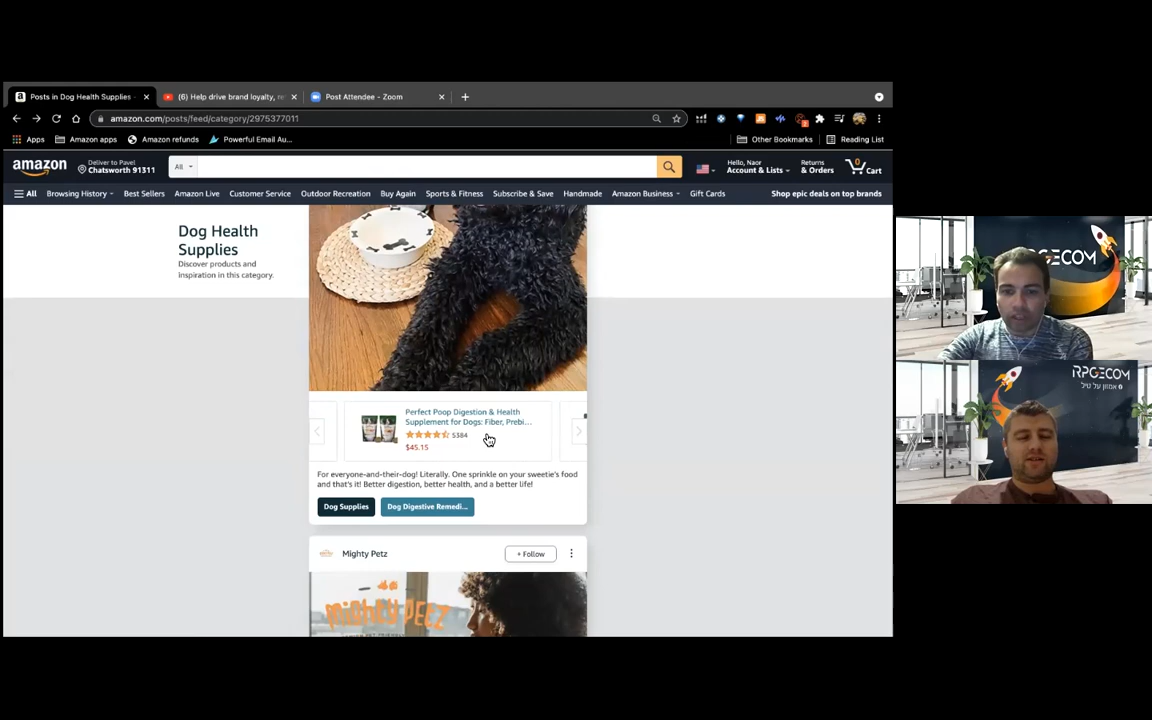 Posts in Dog Health Supplies
(6) Help drive brand loyalty, re
Post Attendee - Zoom
amazon.com/posts/feed/category/2975377011
Apps
Amazon apps
Amazon refunds
Powerful Email Au...
Other Bookmarks
Reading List
amazon
Deliver to Pavel
Chatsworth 91311
All
Hello, Naor
Account & Lists
Returns
& Orders
0
Cart
All
Browsing History
Best Sellers
Amazon Live
Customer Service
Outdoor Recreation
Buy Again
Sports & Fitness
Subscribe & Save
Handmade
Amazon Business
Gift Cards
Shop epic deals on top brands
Dog Health
Supplies
Discover products and
inspiration in this category.
Perfect Poop Digestion & Health
Supplement for Dogs: Fiber, Prebi...
5384
$45.15
For everyone-and-their-dog! Literally. One sprinkle on your sweetie's food
and that's it! Better digestion, better health, and a better life!
Dog Supplies
Dog Digestive Remedi...
Mighty Petz
+ Follow
mighty petz
GECOM
RPGECOM
אמזון על טיל